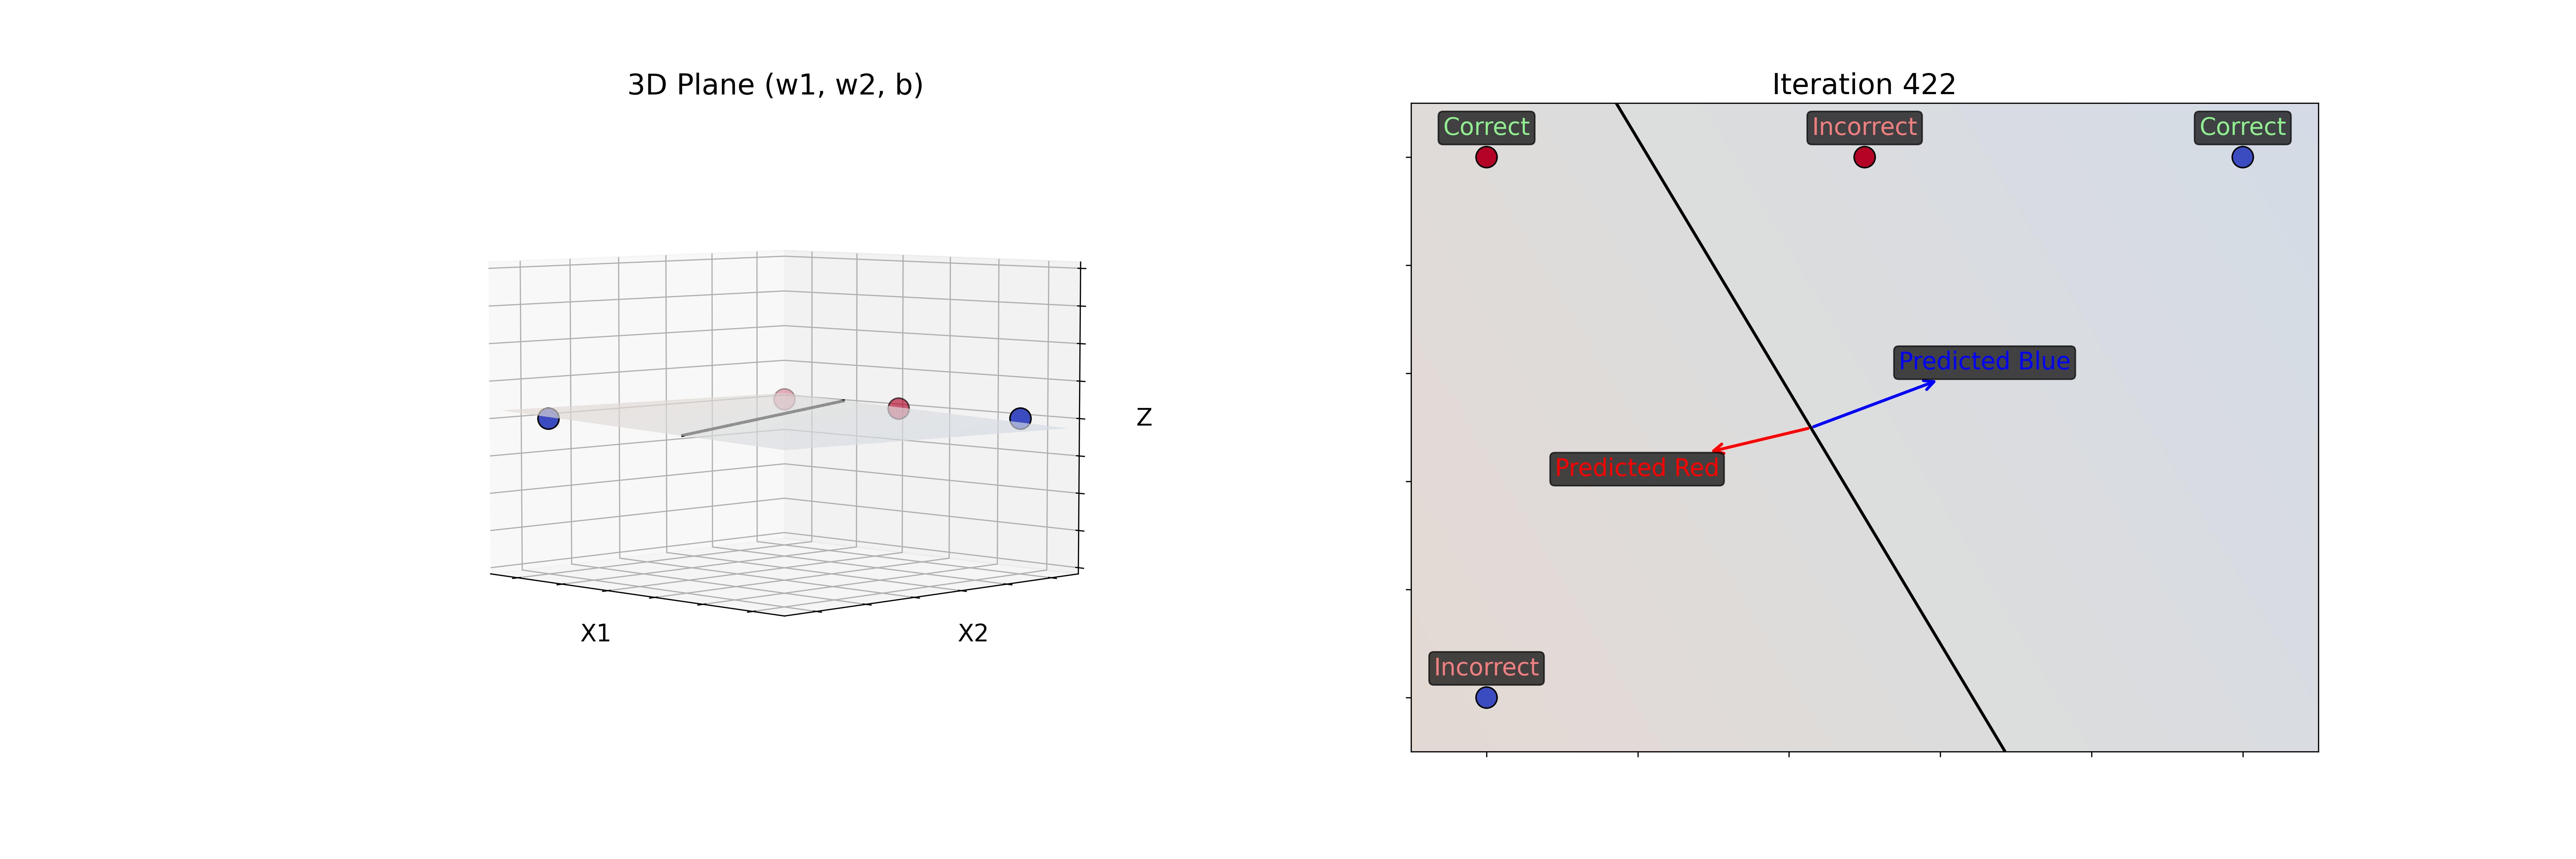 3D Plane (w1, w2, b)
Z
X1
X2
Iteration 422
Correct
Incorrect
Correct
Predicted Blue
Predicted Red
Incorrect